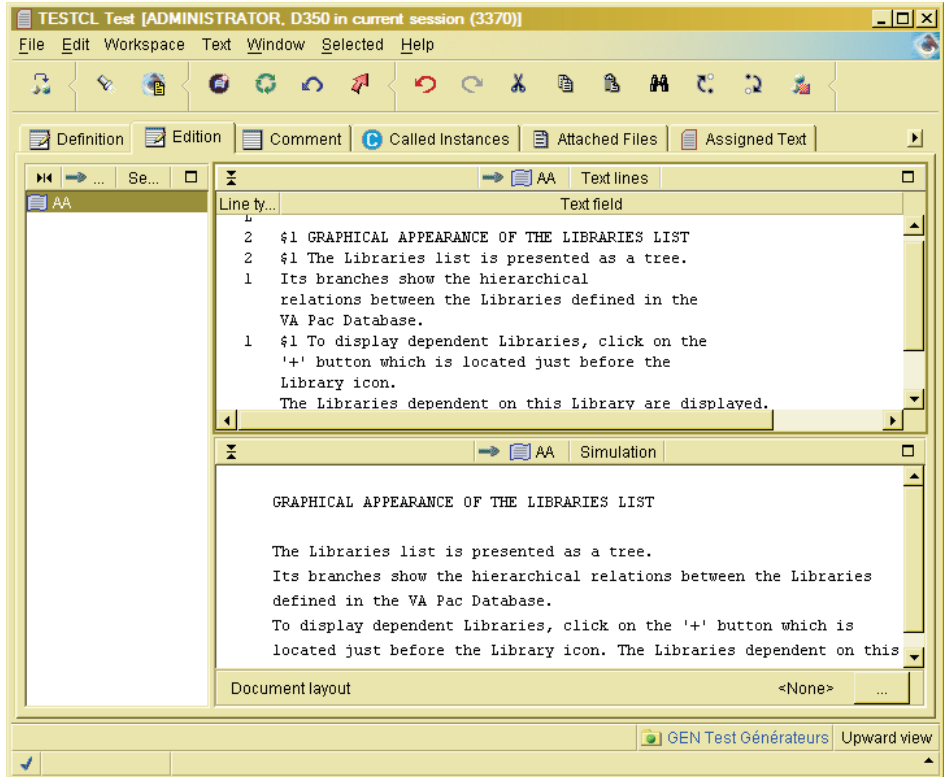 TESTCL Test [ADMINISTRATOR, D350 in current session (3370)]
File Edit Workspace Text Window Selected Help
Definition Edition Comment Called Instances Attached Files Assigned Text
... Se...
AA
AA Text lines
Line ty... Text field
2 $1 GRAPHICAL APPEARANCE OF THE LIBRARIES LIST
2 $1 The Libraries list is presented as a tree.
1 Its branches show the hierarchical
relations between the Libraries defined in the
VA Pac Database.
1 $1 To display dependent Libraries, click on the
'+' button which is located just before the
Library icon.
The Libraries dependent on this Library are displayed.
AA Simulation
GRAPHICAL APPEARANCE OF THE LIBRARIES LIST
The Libraries list is presented as a tree.
Its branches show the hierarchical relations between the Libraries
defined in the VA Pac Database.
To display dependent Libraries, click on the '+' button which is
located just before the Library icon. The Libraries dependent on this
Document layout <None> ...
GEN Test Générateurs Upward view